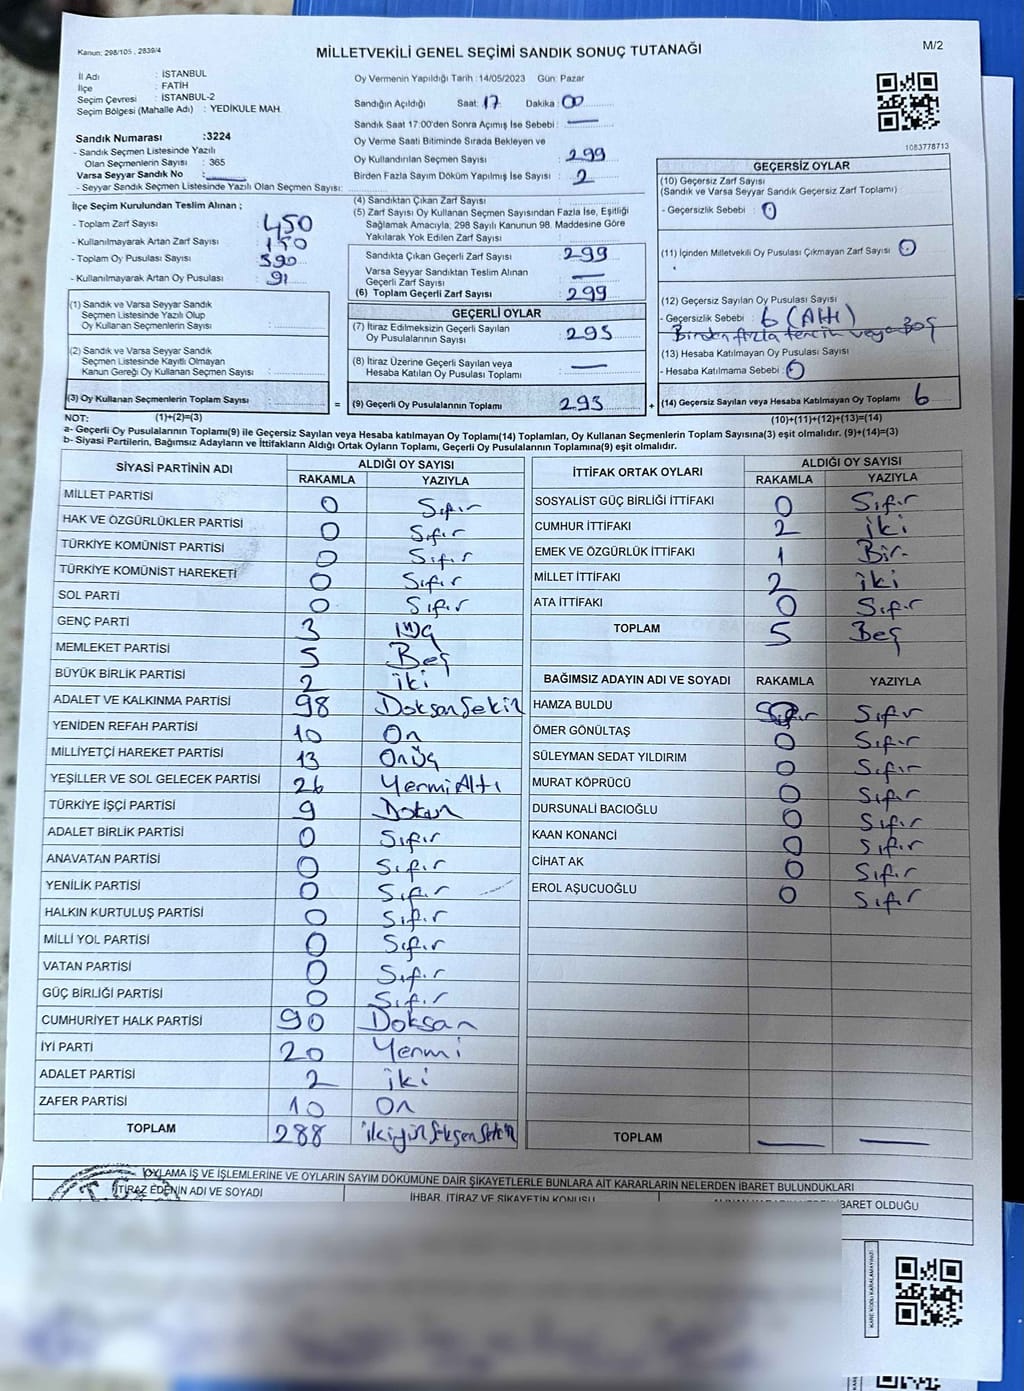 Kanun: 298/105 , 2839/4
MİLLETVEKİLİ GENEL SEÇİMİ SANDIK SONUÇ TUTANAĞI
M/2
İl Adı : İSTANBUL
İlçe : FATİH
Seçim Çevresi : İSTANBUL-2
Seçim Bölgesi (Mahalle Adı) : YEDİKULE MAH.
Sandık Numarası : 3224
- Sandık Seçmen Listesinde Yazılı
Olan Seçmenlerin Sayısı : 365
Varsa Seyyar Sandık No :
- Seyyar Sandık Seçmen Listesinde Yazılı Olan Seçmen Sayısı:
Oy Vermenin Yapıldığı Tarih : 14/05/2023 Gün: Pazar
Sandığın Açıldığı Saat: 17 Dakika : 00
Sandık Saat 17:00'den Sonra Açımış İse Sebebi : —
Oy Verme Saati Bitiminde Sırada Bekleyen ve
Oy Kullandırılan Seçmen Sayısı : 299
Birden Fazla Sayım Döküm Yapılmış İse Sayısı : 2
1083778713
İlçe Seçim Kurulundan Teslim Alınan ;
- Toplam Zarf Sayısı : 450
- Kullanılmayarak Artan Zarf Sayısı : 150
- Toplam Oy Pusulası Sayısı : 390
- Kullanılmayarak Artan Oy Pusulası : 91
(1) Sandık ve Varsa Seyyar Sandık
Seçmen Listesinde Yazılı Olup
Oy Kullanan Seçmenlerin Sayısı :
(2) Sandık ve Varsa Seyyar Sandık
Seçmen Listesinde Kayıtlı Olmayan
Kanun Gereği Oy Kullanan Seçmen Sayısı :
(3) Oy Kullanan Seçmenlerin Toplam Sayısı =
(4) Sandıktan Çıkan Zarf Sayısı
(5) Zarf Sayısı Oy Kullanan Seçmen Sayısından Fazla İse, Eşitliği
Sağlamak Amacıyla, 298 Sayılı Kanunun 98. Maddesine Göre
Yakılarak Yok Edilen Zarf Sayısı :
Sandıkta Çıkan Geçerli Zarf Sayısı : 299
Varsa Seyyar Sandıktan Teslim Alınan
Geçerli Zarf Sayısı : —
(6) Toplam Geçerli Zarf Sayısı : 299
GEÇERLİ OYLAR
(7) İtiraz Edilmeksizin Geçerli Sayılan
Oy Pusulalarının Sayısı : 293
(8) İtiraz Üzerine Geçerli Sayılan veya
Hesaba Katılan Oy Pusulası Toplamı : —
(9) Geçerli Oy Pusulalarının Toplamı : 293 +
GEÇERSİZ OYLAR
(10) Geçersiz Zarf Sayısı
(Sandık ve Varsa Seyyar Sandık Geçersiz Zarf Toplamı)
- Geçersizlik Sebebi : 0
(11) İçinden Milletvekili Oy Pusulası Çıkmayan Zarf Sayısı 0
(12) Geçersiz Sayılan Oy Pusulası Sayısı
- Geçersizlik Sebebi : 6 (Altı)
Birden fazla tercih veya Boş
(13) Hesaba Katılmayan Oy Pusulası Sayısı
- Hesaba Katılmama Sebebi : 0
(14) Geçersiz Sayılan veya Hesaba Katılmayan Oy Toplamı 6
NOT: (1)+(2)=(3)
(10)+(11)+(12)+(13)=(14)
a- Geçerli Oy Pusulalarının Toplamı(9) ile Geçersiz Sayılan veya Hesaba katılmayan Oy Toplamı(14) Toplamları, Oy Kullanan Seçmenlerin Toplam Sayısına(3) eşit olmalıdır. (9)+(14)=(3)
b- Siyasi Partilerin, Bağımsız Adayların ve İttifakların Aldığı Ortak Oyların Toplamı, Geçerli Oy Pusulalarının Toplamına(9) eşit olmalıdır.
SİYASİ PARTİNİN ADI ALDIĞI OY SAYISI
RAKAMLA YAZIYLA
MİLLET PARTİSİ 0 Sıfır
HAK VE ÖZGÜRLÜKLER PARTİSİ 0 Sıfır
TÜRKİYE KOMÜNİST PARTİSİ 0 Sıfır
TÜRKİYE KOMÜNİST HAREKETİ 0 Sıfır
SOL PARTİ 0 Sıfır
GENÇ PARTİ 3 Üç
MEMLEKET PARTİSİ 5 Beş
BÜYÜK BİRLİK PARTİSİ 2 iki
ADALET VE KALKINMA PARTİSİ 98 DoksanSekiz
YENİDEN REFAH PARTİSİ 10 On
MİLLİYETÇİ HAREKET PARTİSİ 13 Onüç
YEŞİLLER VE SOL GELECEK PARTİSİ 26 YermiAltı
TÜRKİYE İŞÇİ PARTİSİ 9 Dokuz
ADALET BİRLİK PARTİSİ 0 Sıfır
ANAVATAN PARTİSİ 0 Sıfır
YENİLİK PARTİSİ 0 Sıfır
HALKIN KURTULUŞ PARTİSİ 0 Sıfır
MİLLİ YOL PARTİSİ 0 Sıfır
VATAN PARTİSİ 0 Sıfır
GÜÇ BİRLİĞİ PARTİSİ 0 Sıfır
CUMHURİYET HALK PARTİSİ 90 Doksan
İYİ PARTİ 20 Yermi
ADALET PARTİSİ 2 iki
ZAFER PARTİSİ 10 On
TOPLAM 288 ikiyüzSeksenSekiz
İTTİFAK ORTAK OYLARI ALDIĞI OY SAYISI
RAKAMLA YAZIYLA
SOSYALİST GÜÇ BİRLİĞİ İTTİFAKI 0 Sıfır
CUMHUR İTTİFAKI 2 iki
EMEK VE ÖZGÜRLÜK İTTİFAKI 1 Bir
MİLLET İTTİFAKI 2 iki
ATA İTTİFAKI 0 Sıfır
TOPLAM 5 Beş
BAĞIMSIZ ADAYIN ADI VE SOYADI RAKAMLA YAZIYLA
HAMZA BULDU Sıfır
ÖMER GÖNÜLTAŞ 0 Sıfır
SÜLEYMAN SEDAT YILDIRIM 0 Sıfır
MURAT KÖPRÜCÜ 0 Sıfır
DURSUNALİ BACIOĞLU 0 Sıfır
KAAN KONANCİ 0 Sıfır
CİHAT AK 0 Sıfır
EROL AŞUCUOĞLU 0 Sıfır
TOPLAM — —
OYLAMA İŞ VE İŞLEMLERİNE VE OYLARIN SAYIM DÖKÜMÜNE DAİR ŞİKAYETLERLE BUNLARA AİT KARARLARIN NELERDEN İBARET BULUNDUKLARI
İTİRAZ EDENİN ADI VE SOYADI
İHBAR, İTİRAZ VE ŞİKAYETİN KONUSU
İBARET OLDUĞU
KARE KODU KARALAMAYINIZ!